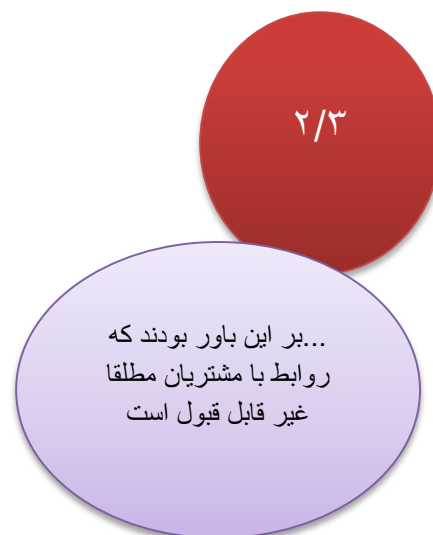 ۲/۳
...بر این باور بودند که
روابط با مشتریان مطلقا
غیر قابل قبول است